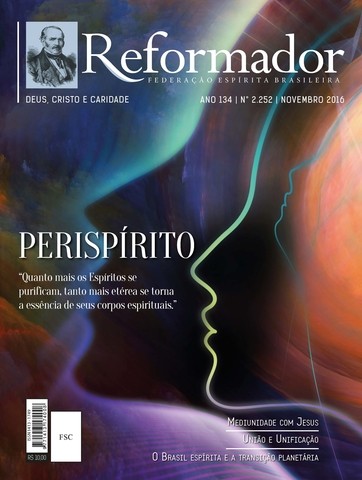 Reformador
FEDERAÇÃO ESPÍRITA BRASILEIRA
DEUS, CRISTO E CARIDADE
ANO 134 | Nº 2.252 | NOVEMBRO 2016
PERISPÍRITO
“Quanto mais os Espíritos se
purificam, tanto mais etérea se torna
a essência de seus corpos espirituais.”
FSC
R$ 10,00
MEDIUNIDADE COM JESUS
UNIÃO E UNIFICAÇÃO
O BRASIL ESPÍRITA E A TRANSIÇÃO PLANETÁRIA